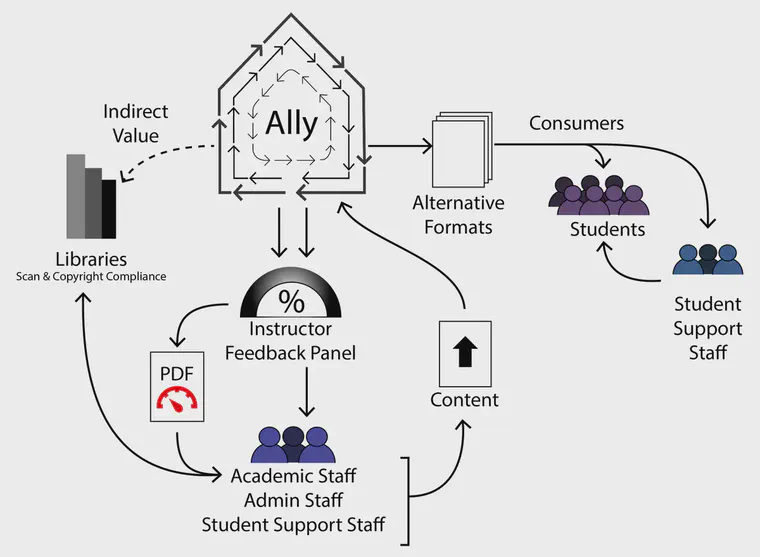 Ally
Indirect
Value
Consumers
Alternative
Formats
Students
Libraries
Scan & Copyright Compliance
Student
Support
Staff
%
Instructor
Feedback Panel
PDF
Content
Academic Staff
Admin Staff
Student Support Staff